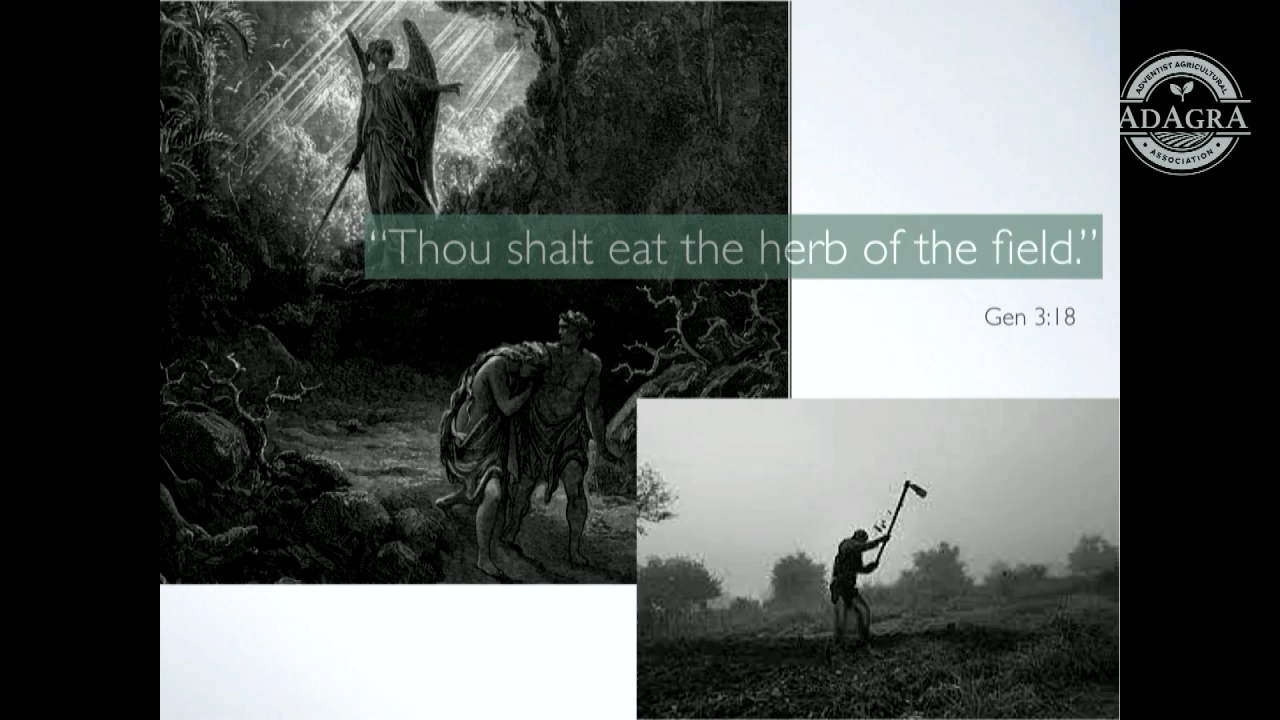 “Thou shalt eat the herb of the field.”
Gen 3:18
ADVENTIST AGRICULTURAL
ADAGRA
• ASSOCIATION •